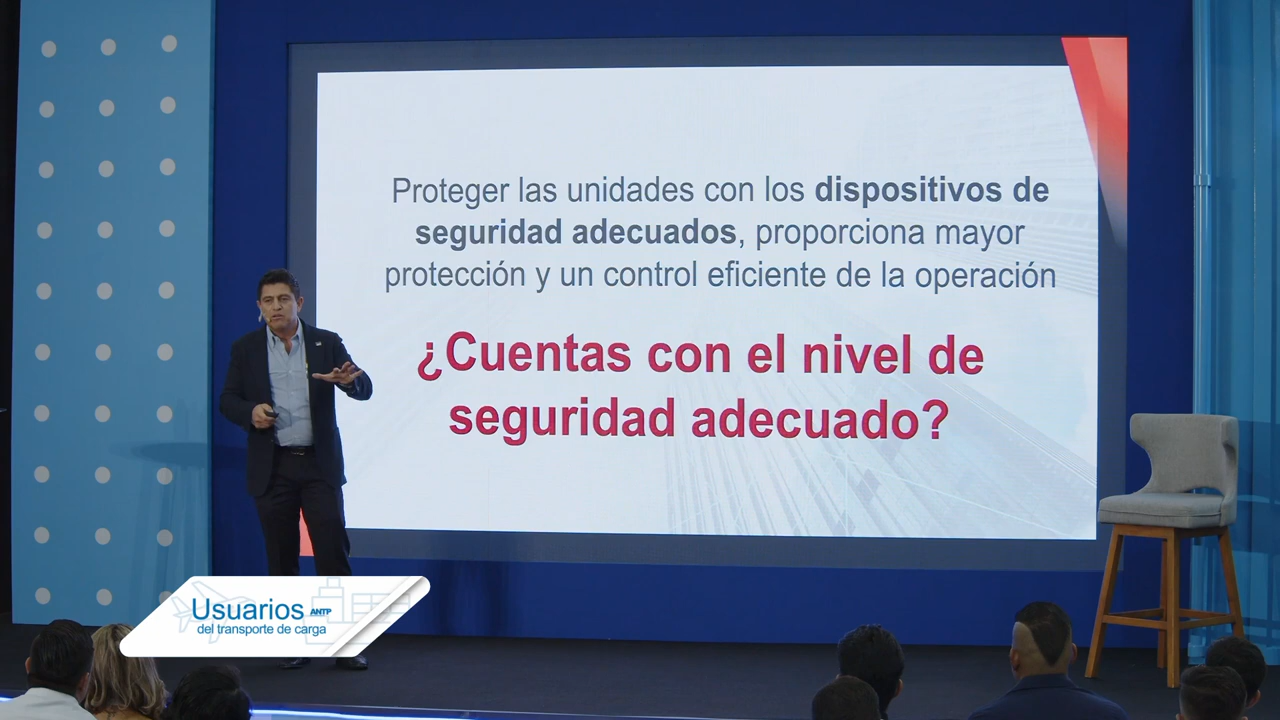 Proteger las unidades con los dispositivos de
seguridad adecuados, proporciona mayor
protección y un control eficiente de la operación
¿Cuentas con el nivel de
seguridad adecuado?
Usuarios ANTP
del transporte de carga